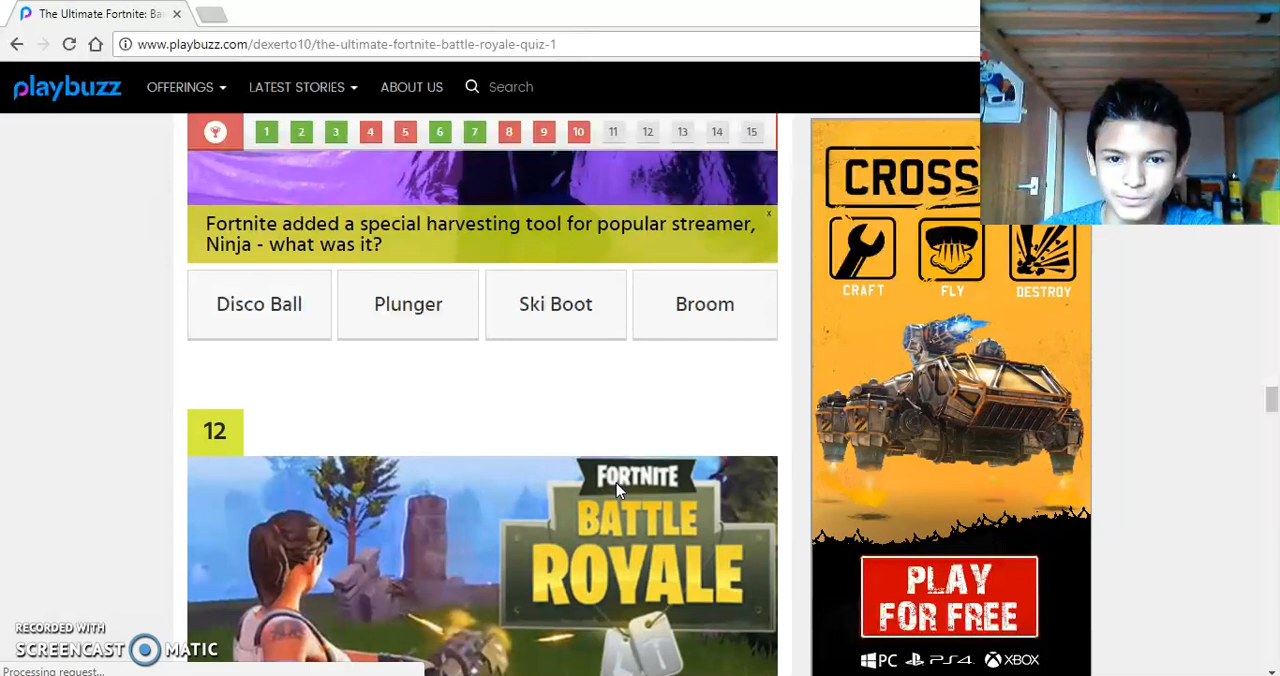 The Ultimate Fortnite: Ba
www.playbuzz.com/dexerto10/the-ultimate-fortnite-battle-royale-quiz-1
playbuzz OFFERINGS LATEST STORIES ABOUT US Search
1 2 3 4 5 6 7 8 9 10 11 12 13 14 15
Fortnite added a special harvesting tool for popular streamer,
Ninja - what was it?
x
Disco Ball Plunger Ski Boot Broom
12
FORTNITE
BATTLE
ROYALE
CROSS
CRAFT FLY DESTROY
PLAY
FOR FREE
PC PS4 XBOX
RECORDED WITH
SCREENCAST MATIC
Processing request...